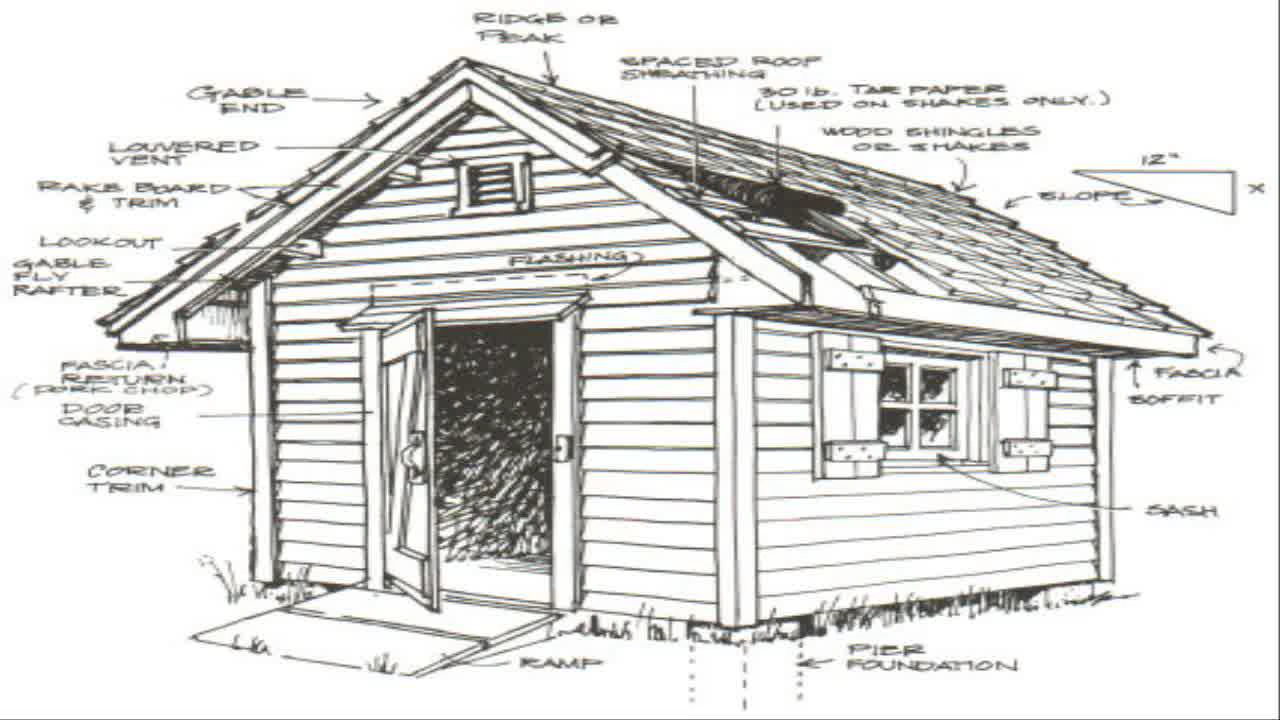 RIDGE OR
PEAK
SPACED ROOF
SHEATHING
GABLE
END
30 lb. TAR PAPER
(USED ON SHAKES ONLY.)
WOOD SHINGLES
OR SHAKES
12"
X
SLOPE
LOUVERED
VENT
RAKE BOARD
& TRIM
LOOKOUT
GABLE
FLY
RAFTER
FLASHING
FASCIA
RETURN
(PORK CHOP)
DOOR
CASING
CORNER
TRIM
FASCIA
SOFFIT
SASH
RAMP
PIER
FOUNDATION